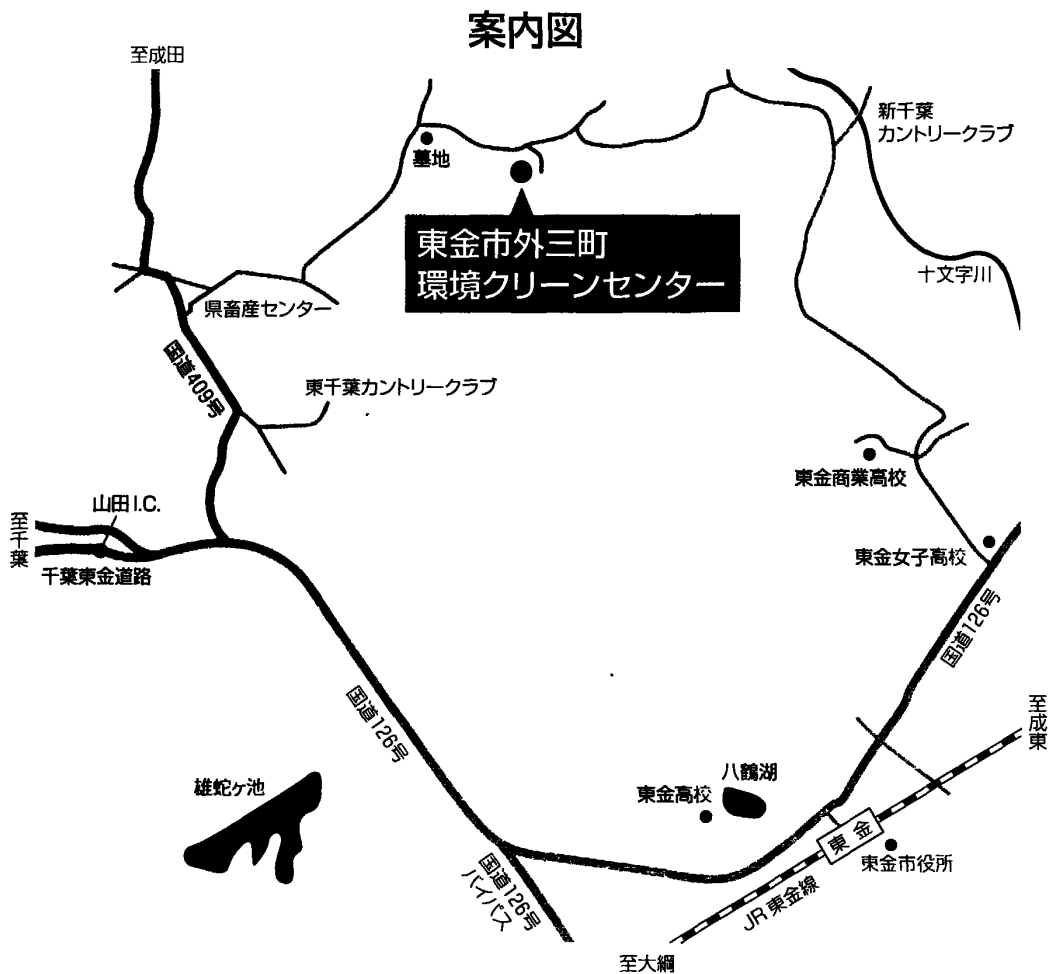 案内図
至成田
新千葉
カントリークラブ
墓地
東金市外三町
環境クリーンセンター
十文字川
県畜産センター
国道409号
東千葉カントリークラブ
東金商業高校
山田I.C.
至千葉
千葉東金道路
東金女子高校
国道126号
国道126号
至成東
雄蛇ヶ池
八鶴湖
東金高校
東金
東金市役所
国道126号
バイパス
JR東金線
至大綱